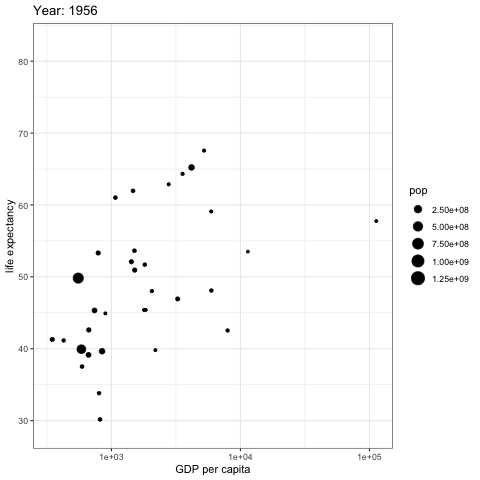 Year: 1956
80
70
60
50
40
30
life expectancy
1e+03
1e+04
1e+05
GDP per capita
pop
2.50e+08
5.00e+08
7.50e+08
1.00e+09
1.25e+09